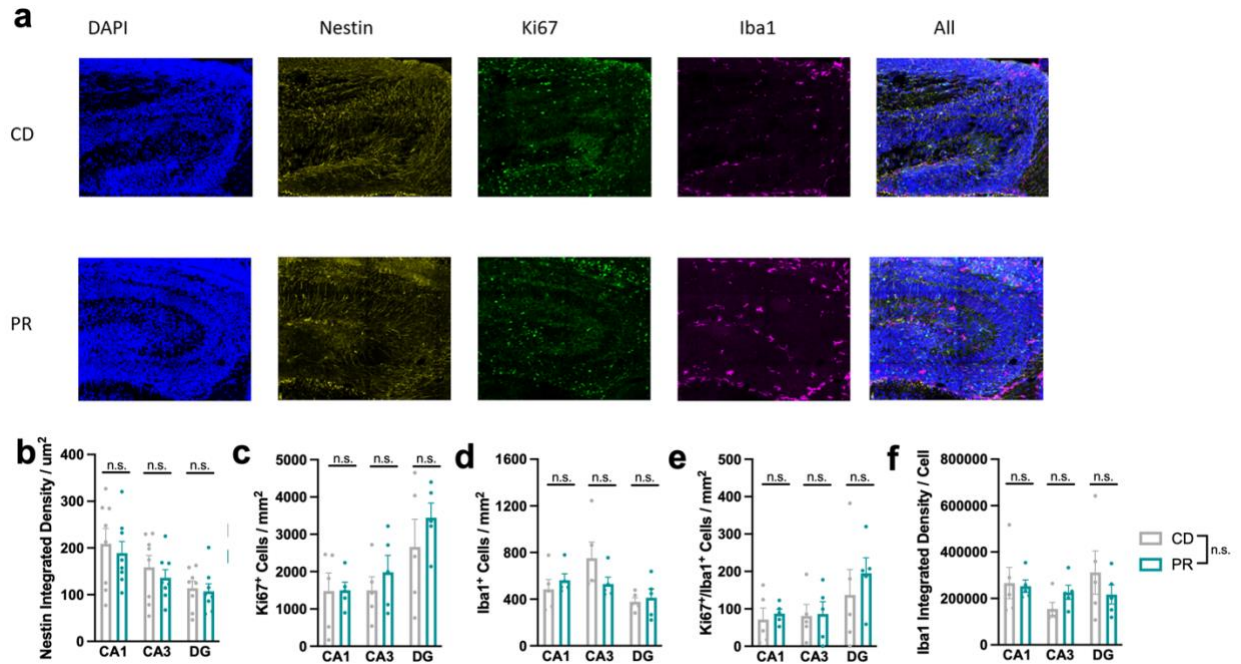 a
DAPI Nestin Ki67 Iba1 All
CD
PR
b
Nestin Integrated Density / um²
400
300
200
100
0
n.s. n.s. n.s.
CA1 CA3 DG
c
Ki67⁺ Cells / mm²
5000
4000
3000
2000
1000
0
n.s. n.s. n.s.
CA1 CA3 DG
d
Iba1⁺ Cells / mm²
1600
1200
800
400
0
n.s. n.s. n.s.
CA1 CA3 DG
e
Ki67⁺/Iba1⁺ Cells / mm²
500
400
300
200
100
0
n.s. n.s. n.s.
CA1 CA3 DG
f
Iba1 Integrated Density / Cell
800000
600000
400000
200000
0
n.s. n.s. n.s.
CA1 CA3 DG
CD
PR
n.s.